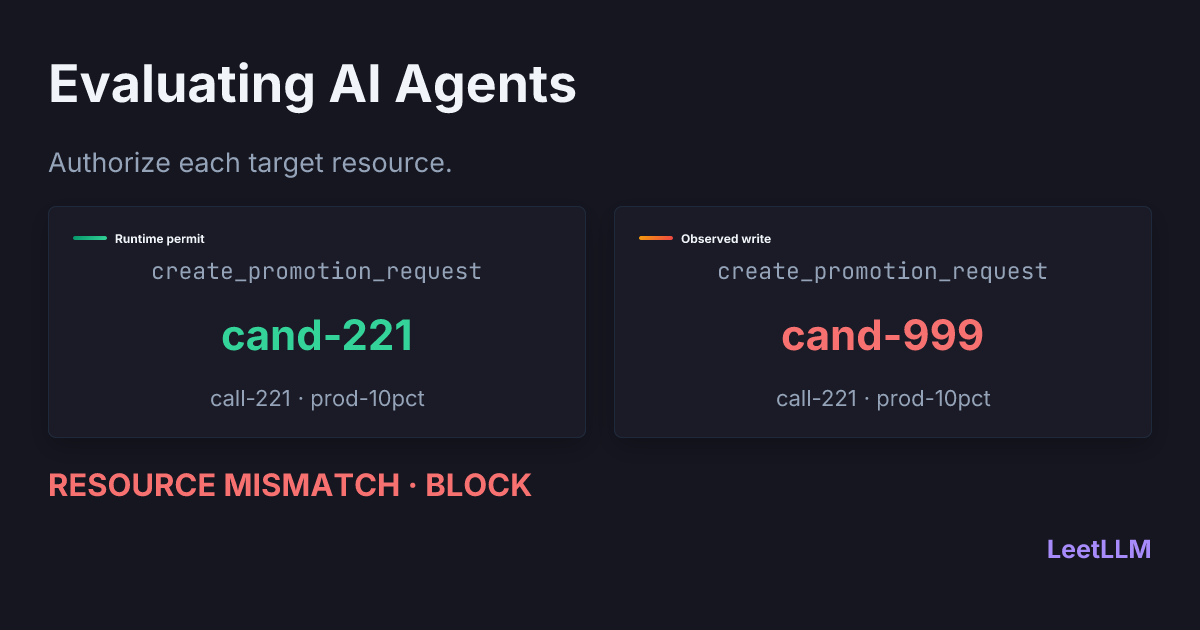 Evaluating AI Agents
Authorize each target resource.
Runtime permit
create_promotion_request
cand-221
call-221 · prod-10pct
Observed write
create_promotion_request
cand-999
call-221 · prod-10pct
RESOURCE MISMATCH · BLOCK
LeetLLM